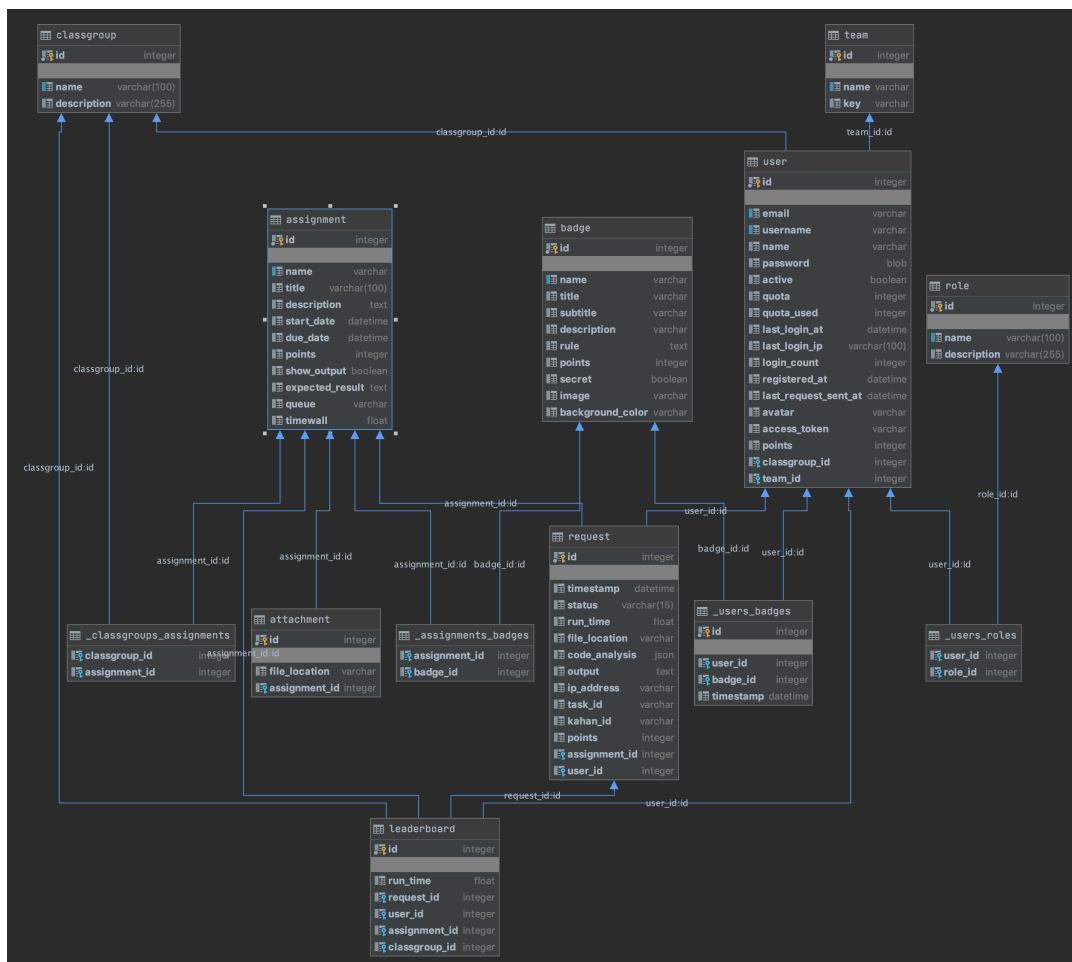 classgroup
id integer
name varchar(100)
description varchar(255)
team
id integer
name varchar
key varchar
classgroup_id:id
team_id:id
user
id integer
email varchar
username varchar
name varchar
password blob
active boolean
quota integer
quota_used integer
last_login_at datetime
last_login_ip varchar(100)
login_count integer
registered_at datetime
last_request_sent_at datetime
avatar varchar
access_token varchar
points integer
classgroup_id integer
team_id integer
assignment
id integer
name varchar
title varchar(100)
description text
start_date datetime
due_date datetime
points integer
show_output boolean
expected_result text
queue varchar
timewall float
badge
id integer
name varchar
title varchar
subtitle varchar
description varchar
rule text
points integer
secret boolean
image varchar
background_color varchar
role
id integer
name varchar(100)
description varchar(255)
classgroup_id:id
classgroup_id:id
assignment_id:id
user_id:id
role_id:id
assignment_id:id
assignment_id:id
assignment_id:id
badge_id:id
badge_id:id
user_id:id
user_id:id
request
id integer
timestamp datetime
status varchar(15)
run_time float
file_location varchar
code_analysis json
output text
ip_address varchar
task_id varchar
kahan_id varchar
points integer
assignment_id integer
user_id integer
_classgroups_assignments
classgroup_id integer
assignment_id integer
assignment_id:id
attachment
id integer
file_location varchar
assignment_id integer
_assignments_badges
assignment_id integer
badge_id integer
_users_badges
id integer
user_id integer
badge_id integer
timestamp datetime
_users_roles
user_id integer
role_id integer
request_id:id
user_id:id
leaderboard
id integer
run_time float
request_id integer
user_id integer
assignment_id integer
classgroup_id integer